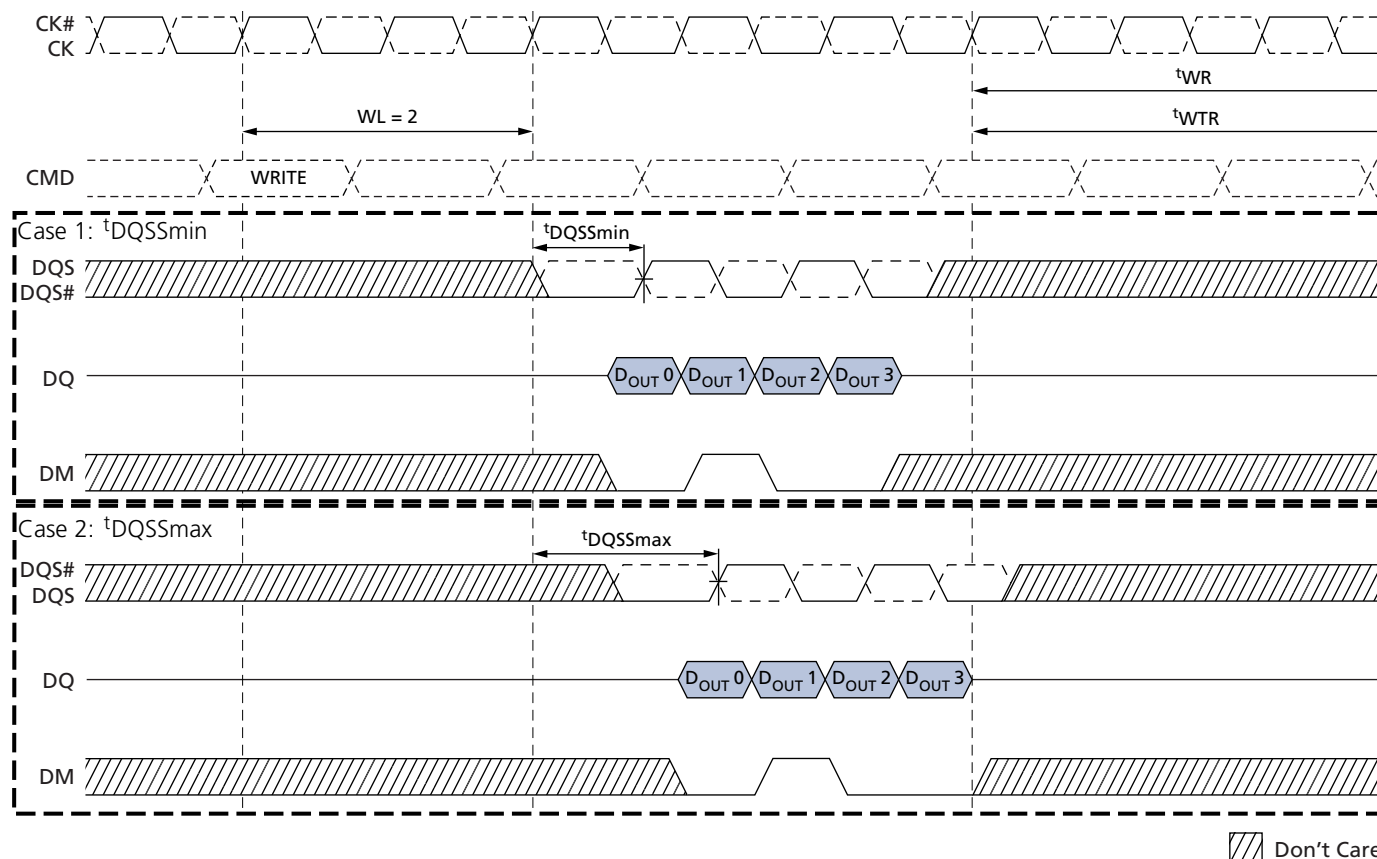 CK#
CK
tWR
WL = 2
tWTR
CMD
WRITE
Case 1: tDQSSmin
tDQSSmin
DQS
DQS#
DQ
DOUT 0 DOUT 1 DOUT 2 DOUT 3
DM
Case 2: tDQSSmax
tDQSSmax
DQS#
DQS
DQ
DOUT 0 DOUT 1 DOUT 2 DOUT 3
DM
Don't Care